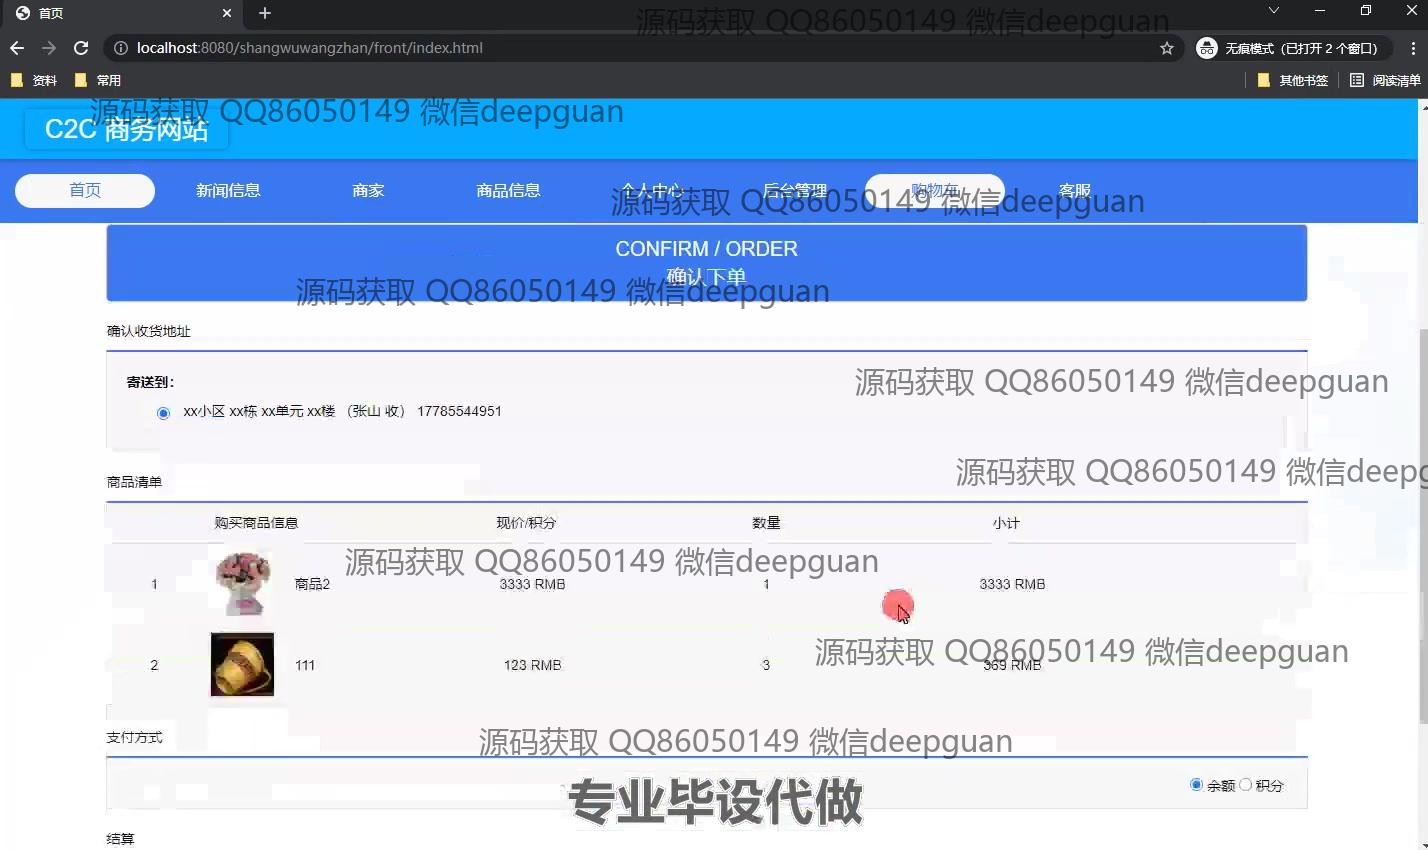 首页
源码获取 QQ86050149 微信deepguan
localhost:8080/shangwuwangzhan/front/index.html
无痕模式（已打开 2 个窗口）
资料 常用 其他书签 阅读清单
源码获取 QQ86050149 微信deepguan
C2C 商务网站
首页 新闻信息 商家 商品信息 个人中心 后台管理 购物车 客服
源码获取 QQ86050149 微信deepguan
CONFIRM / ORDER
确认下单
源码获取 QQ86050149 微信deepguan
确认收货地址
寄送到：
源码获取 QQ86050149 微信deepguan
xx小区 xx栋 xx单元 xx楼 （张山 收） 17785544951
源码获取 QQ86050149 微信deepg
商品清单
购买商品信息 现价/积分 数量 小计
源码获取 QQ86050149 微信deepguan
1 商品2 3333 RMB 1 3333 RMB
源码获取 QQ86050149 微信deepguan
2 111 123 RMB 3 369 RMB
支付方式
源码获取 QQ86050149 微信deepguan
余额 积分
专业毕设代做
结算